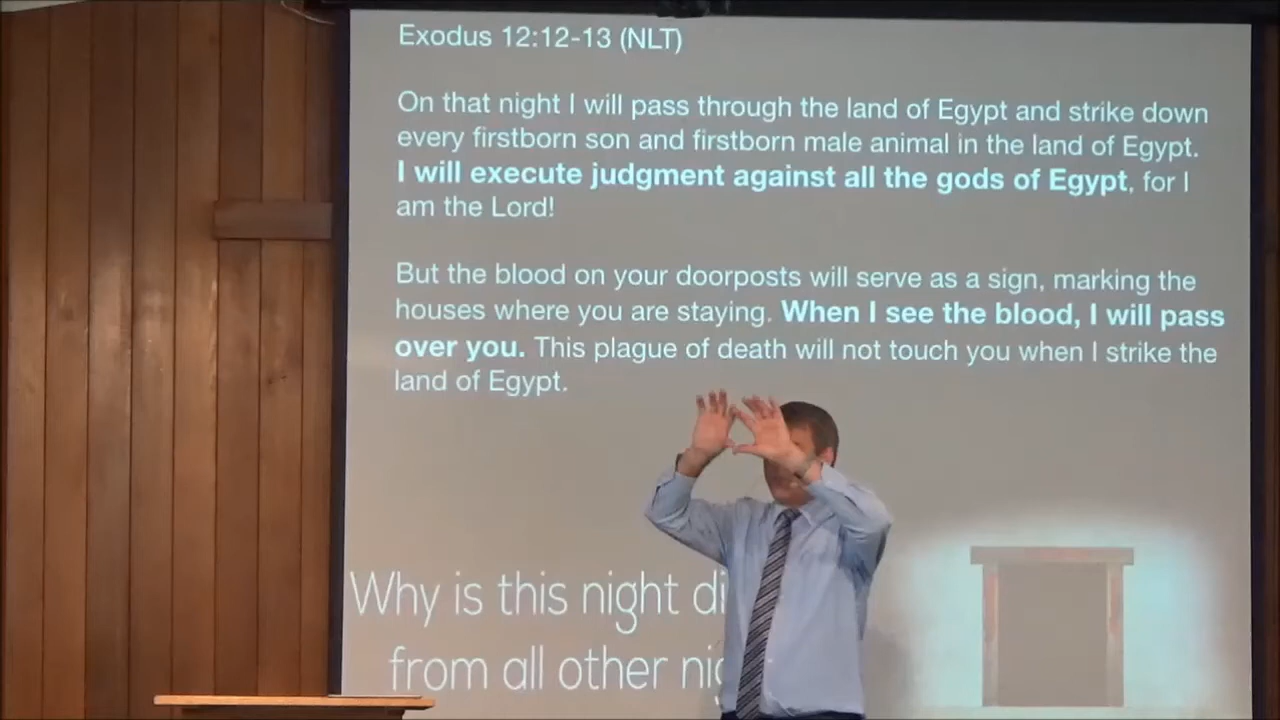 Exodus 12:12-13 (NLT)
On that night I will pass through the land of Egypt and strike down
every firstborn son and firstborn male animal in the land of Egypt.
I will execute judgment against all the gods of Egypt, for I
am the Lord!
But the blood on your doorposts will serve as a sign, marking the
houses where you are staying. When I see the blood, I will pass
over you. This plague of death will not touch you when I strike the
land of Egypt.
Why is this night
from all other